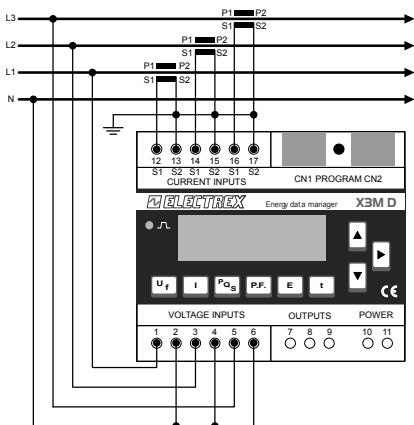 P1 P2
L3
S1 S2
P1 P2
L2
S1 S2
P1 P2
L1
S1 S2
N
12 13 14 15 16 17
S1 S2 S1 S2 S1 S2
CURRENT INPUTS
CN1 PROGRAM CN2
ELECTREX
Energy data manager
X3M D
Uf I PQS P.F. E t
CE
VOLTAGE INPUTS OUTPUTS POWER
1 2 3 4 5 6 7 8 9 10 11